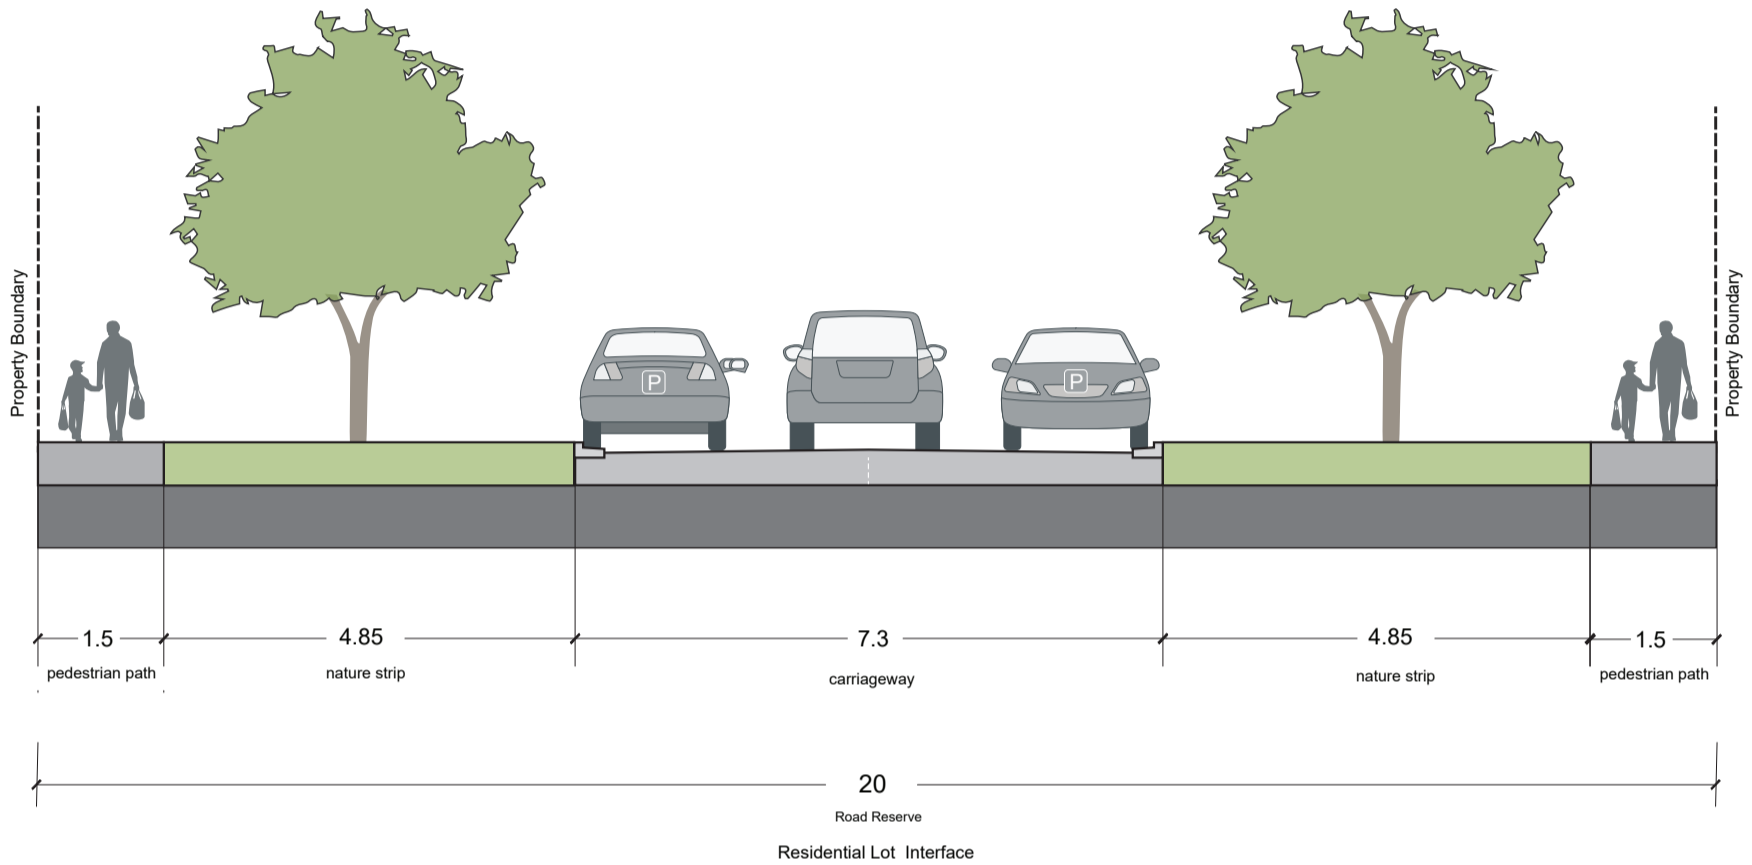 Property Boundary
Property Boundary
P
P
1.5
4.85
7.3
4.85
1.5
pedestrian path
nature strip
carriageway
nature strip
pedestrian path
20
Road Reserve
Residential Lot Interface